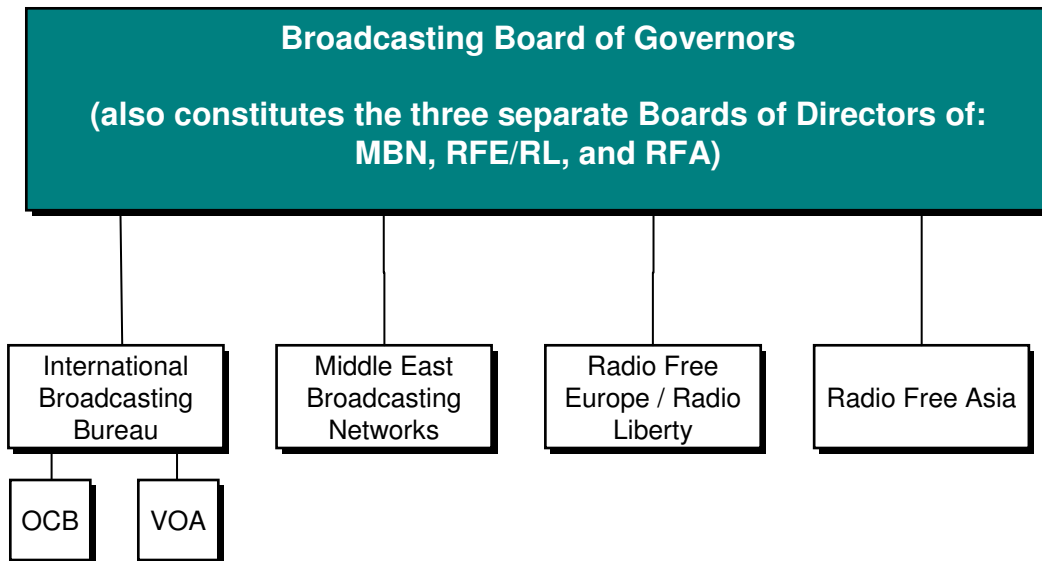 Broadcasting Board of Governors
(also constitutes the three separate Boards of Directors of:
MBN, RFE/RL, and RFA)
International
Broadcasting
Bureau
Middle East
Broadcasting
Networks
Radio Free
Europe / Radio
Liberty
Radio Free Asia
OCB
VOA